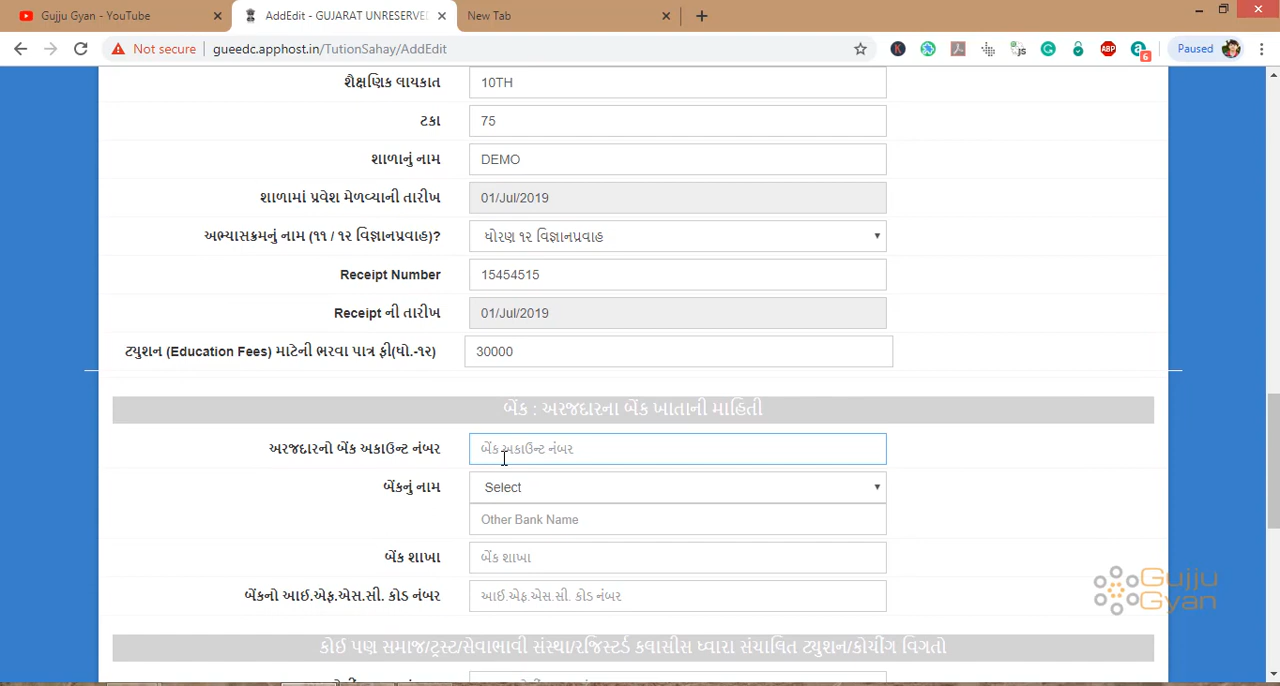 Gujju Gyan - YouTube
AddEdit - GUJARAT UNRESERVE
New Tab
Not secure
gueedc.apphost.in/TutionSahay/AddEdit
Paused
શૈક્ષણિક લાયકાત
10TH
ટકા
75
શાળાનું નામ
DEMO
શાળામાં પ્રવેશ મેળવ્યાની તારીખ
01/Jul/2019
અભ્યાસક્રમનું નામ (૧૧ / ૧૨ વિજ્ઞાનપ્રવાહ)?
ધોરણ ૧૨ વિજ્ઞાનપ્રવાહ
Receipt Number
15454515
Receipt ની તારીખ
01/Jul/2019
ટ્યુશન (Education Fees) માટેની ભરવા પાત્ર ફી(ધો.-૧૨)
30000
બેંક : અરજદારના બેંક ખાતાની માહિતી
અરજદારનો બેંક અકાઉન્ટ નંબર
બેંક અકાઉન્ટ નંબર
બેંકનું નામ
Select
Other Bank Name
બેંક શાખા
બેંક શાખા
બેંકનો આઈ.એફ.એસ.સી. કોડ નંબર
આઈ.એફ.એસ.સી. કોડ નંબર
Gujju
Gyan
કોઈ પણ સમાજ/ટ્રસ્ટ/સેવાભાવી સંસ્થા/રજિસ્ટર્ડ ક્લાસીસ ધ્વારા સંચાલિત ટ્યુશન/કોચીંગ વિગતો